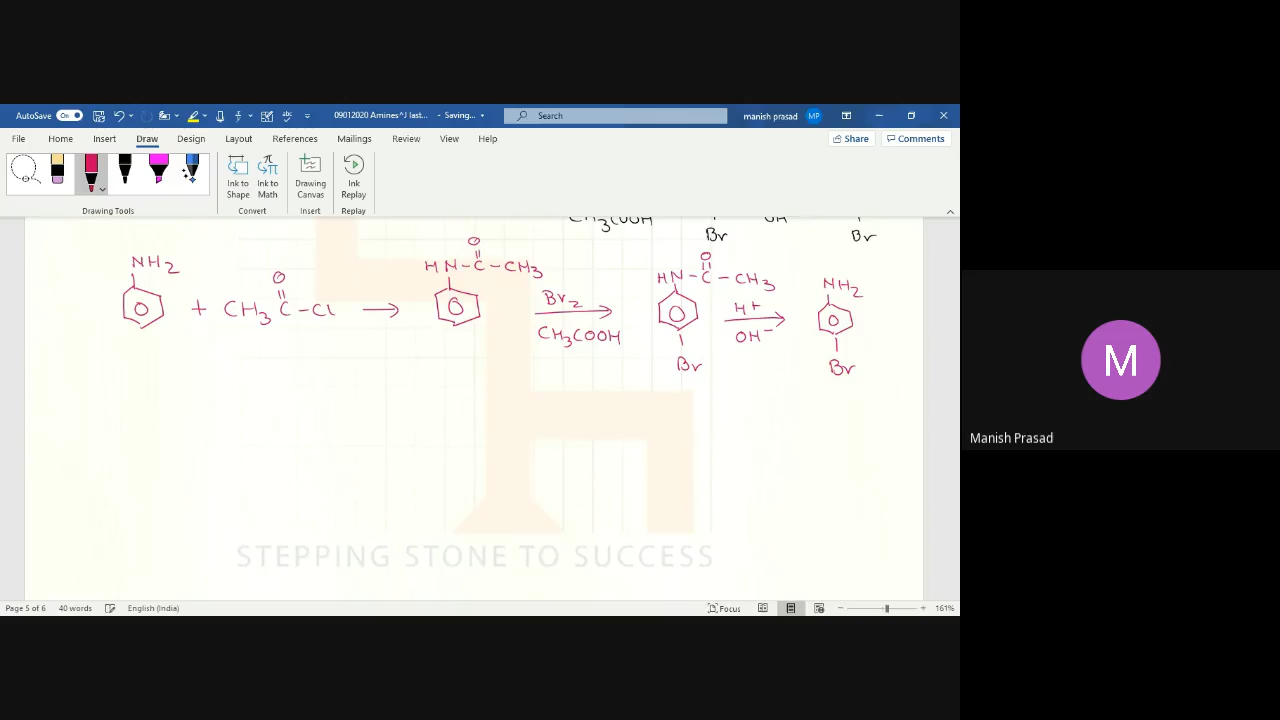 AutoSave On 09012020 Amines^J last... - Saving... Search manish prasad MP
File Home Insert Draw Design Layout References Mailings Review View Help Share Comments
Ink to Shape Ink to Math Drawing Canvas Ink Replay
Drawing Tools Convert Insert Replay
CH3COOH Br OH Br
NH2 + CH3 C O - Cl → HN - C O - CH3 Br2 CH3COOH → HN - C O - CH3 Br H+ OH- → NH2 Br
STEPPING STONE TO SUCCESS
Page 5 of 6 40 words English (India) Focus 161%
M
Manish Prasad